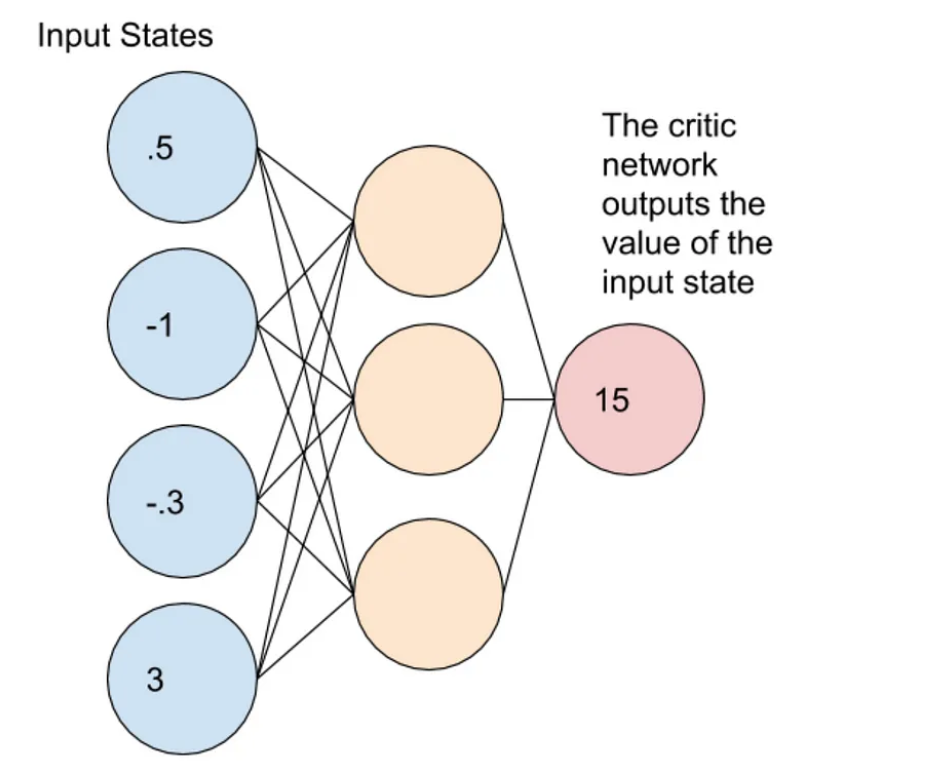 Input States
.5
-1
-.3
3
The critic
network
outputs the
value of the
input state
15